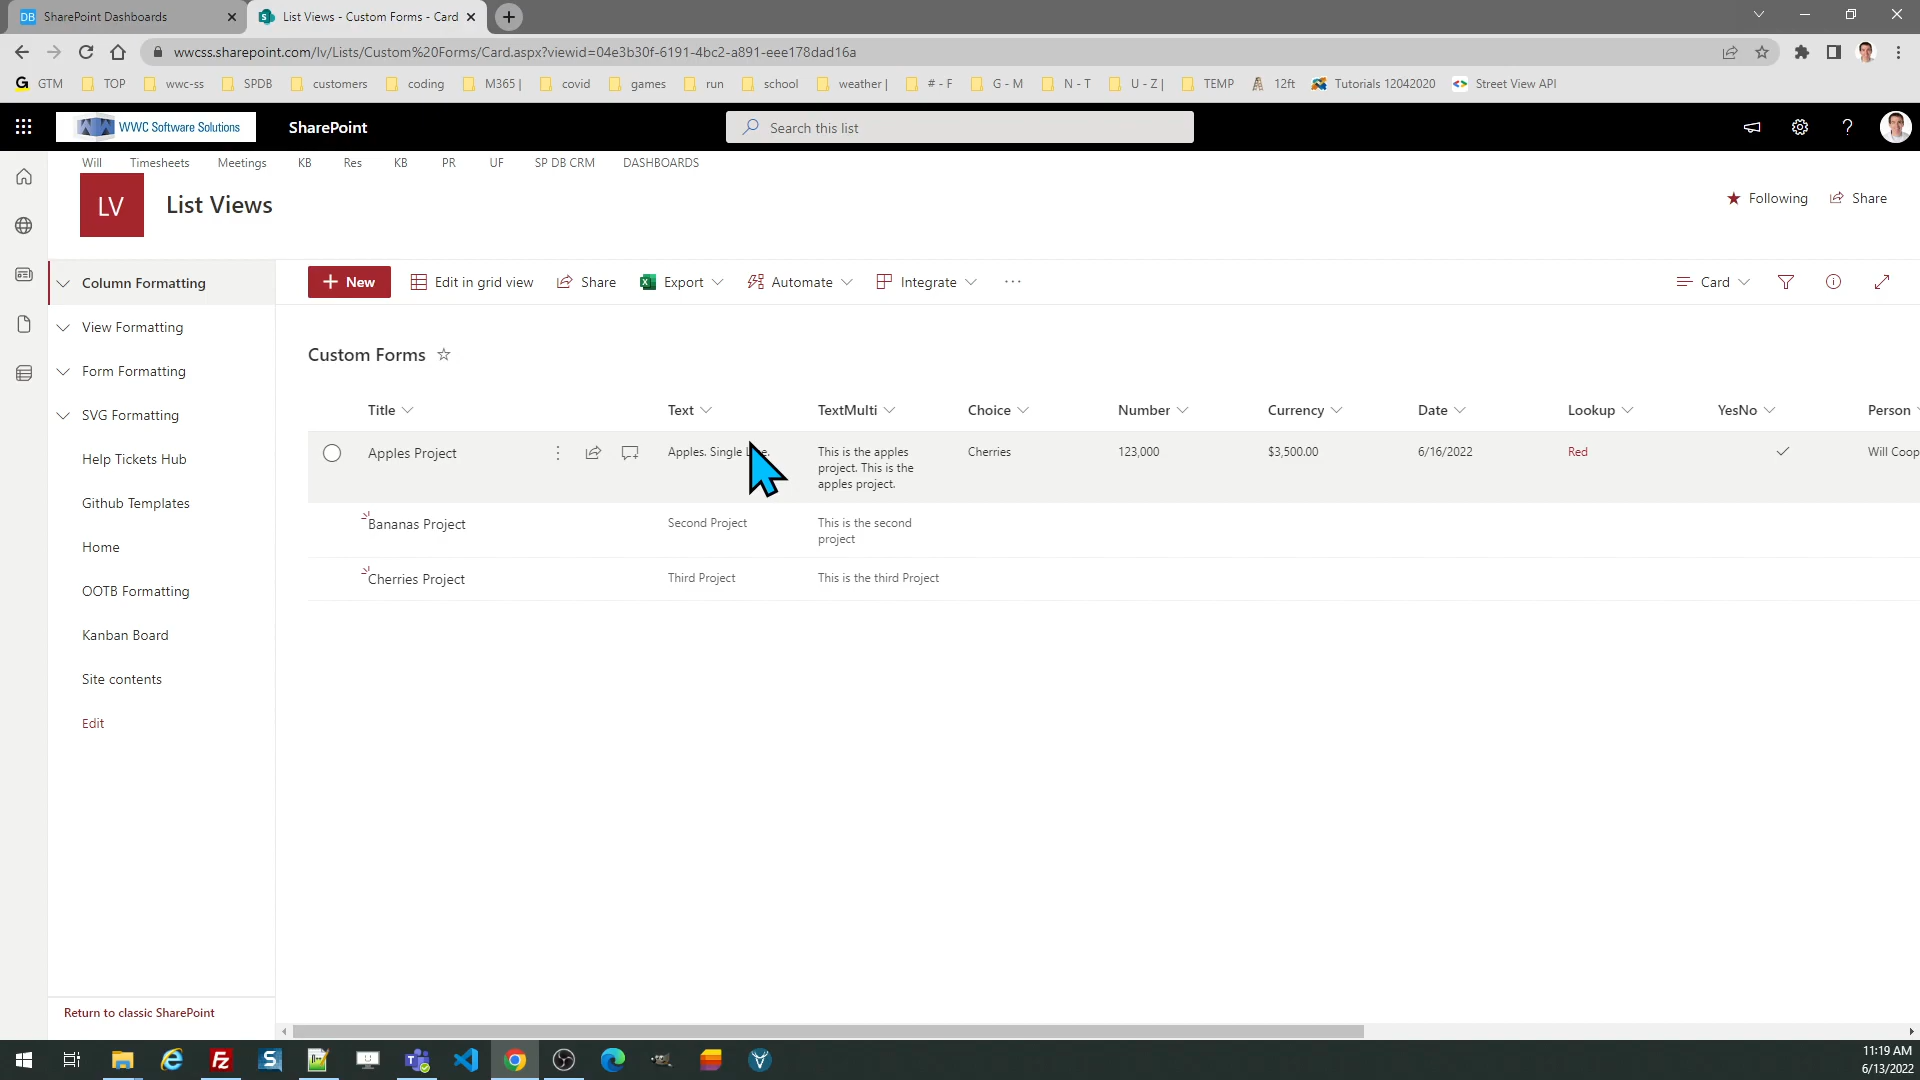 DB SharePoint Dashboards
S List Views - Custom Forms - Card
wwcss.sharepoint.com/lv/Lists/Custom%20Forms/Card.aspx?viewid=04e3b30f-6191-4bc2-a891-eee178dad16a
G GTM TOP wwc-ss SPDB customers coding M365 | covid games run school weather | # - F G - M N - T U - Z | TEMP 12ft Tutorials 12042020 Street View API
WWC Software Solutions SharePoint Search this list ?
Will Timesheets Meetings KB Res KB PR UF SP DB CRM DASHBOARDS
LV List Views Following Share
Column Formatting
View Formatting
Form Formatting
SVG Formatting
Help Tickets Hub
Github Templates
Home
OOTB Formatting
Kanban Board
Site contents
Edit
Return to classic SharePoint
New Edit in grid view Share Export Automate Integrate ··· Card
Custom Forms
Title Text TextMulti Choice Number Currency Date Lookup YesNo Person
Apples Project Apples. Single This is the apples Cherries 123,000 $3,500.00 6/16/2022 Red Will Coop
project. This is the
apples project.
Bananas Project Second Project This is the second
project
Cherries Project Third Project This is the third Project
11:19 AM
6/13/2022